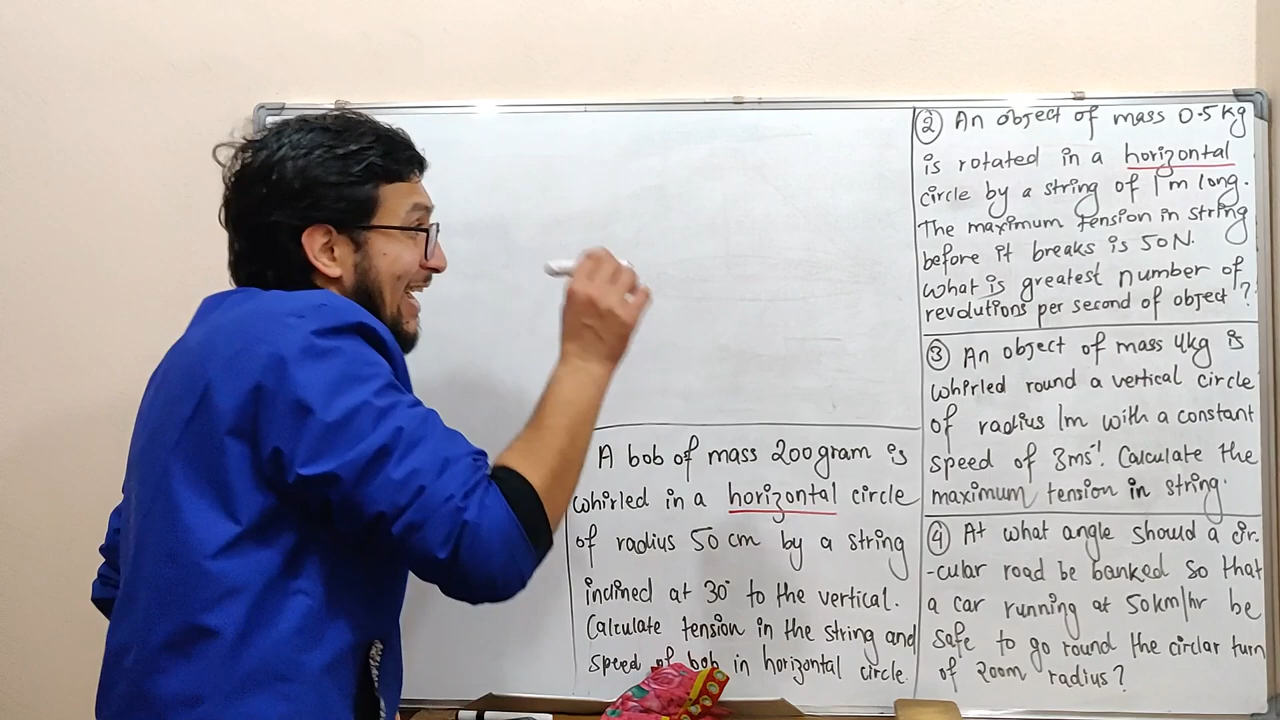 A bob of mass 200gram is
whirled in a horizontal circle
of radius 50 cm by a string
inclined at 30° to the vertical.
Calculate tension in the string and
speed of bob in horizontal circle.
② An object of mass 0.5kg
is rotated in a horizontal
circle by a string of 1m long.
The maximum tension in string
before it breaks is 50N.
what is greatest number of
revolutions per second of object?
③ An object of mass 4kg is
whirled round a vertical circle
of radius 1m with a constant
speed of 3ms⁻¹. Calculate the
maximum tension in string.
④ At what angle should a cir.
-cular road be banked so that
a car running at 50km/hr be
safe to go round the circlar turn
of 200m radius?